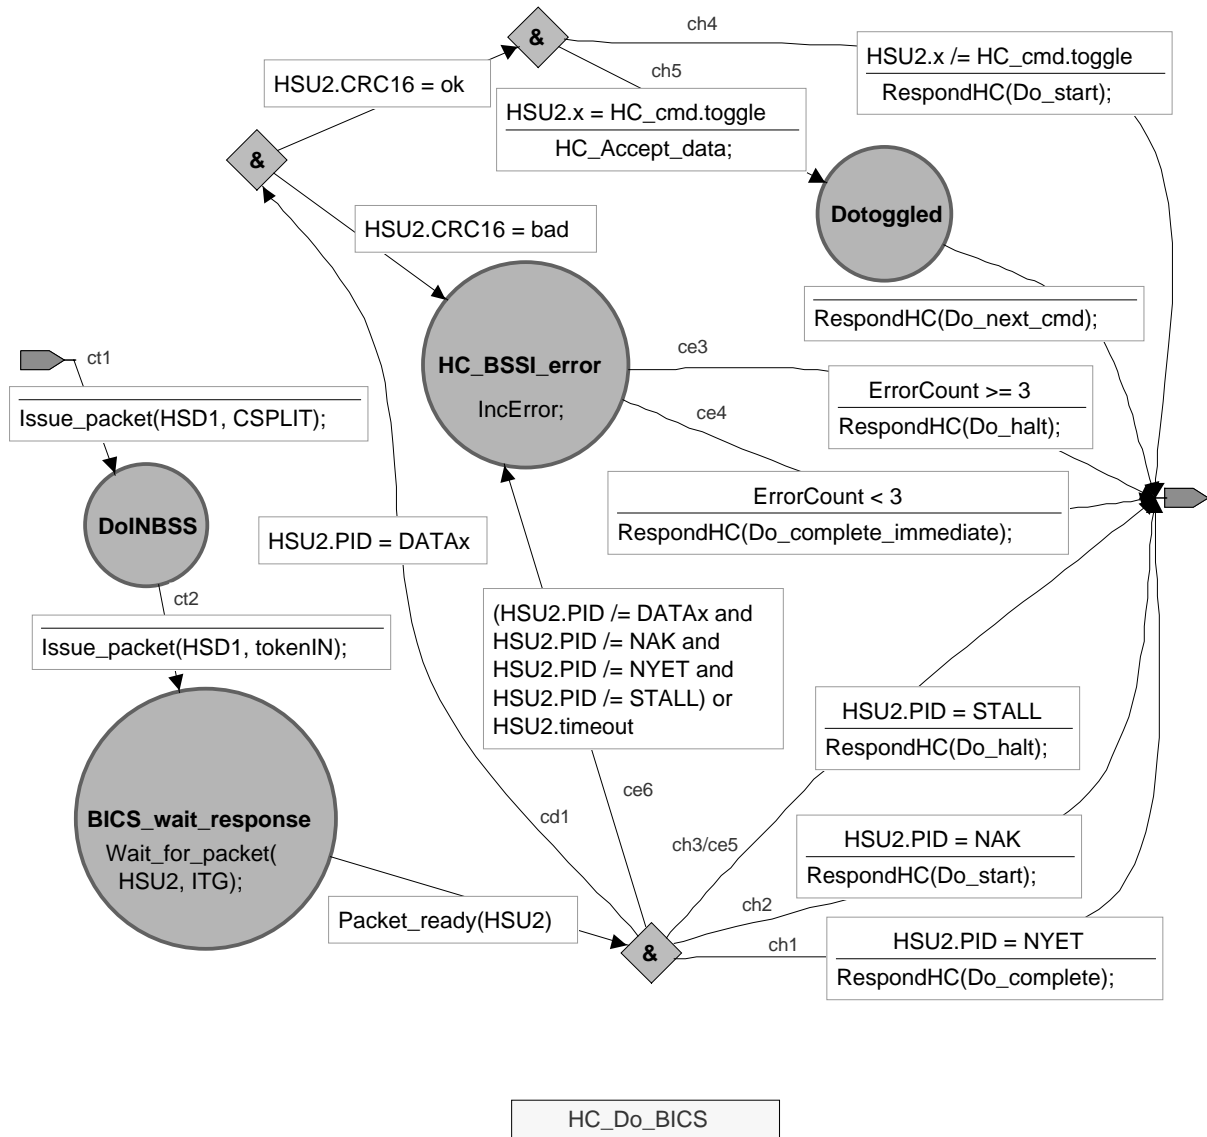 &
ch4
HSU2.x /= HC_cmd.toggle
RespondHC(Do_start);
HSU2.CRC16 = ok
ch5
HSU2.x = HC_cmd.toggle
HC_Accept_data;
&
Dotoggled
HSU2.CRC16 = bad
RespondHC(Do_next_cmd);
ct1
Issue_packet(HSD1, CSPLIT);
HC_BSSI_error
IncError;
ce3
ErrorCount >= 3
RespondHC(Do_halt);
ce4
ErrorCount < 3
RespondHC(Do_complete_immediate);
DoINBSS
HSU2.PID = DATAx
ct2
Issue_packet(HSD1, tokenIN);
(HSU2.PID /= DATAx and
HSU2.PID /= NAK and
HSU2.PID /= NYET and
HSU2.PID /= STALL) or
HSU2.timeout
HSU2.PID = STALL
RespondHC(Do_halt);
BICS_wait_response
Wait_for_packet(
HSU2, ITG);
cd1
ce6
ch3/ce5
HSU2.PID = NAK
RespondHC(Do_start);
Packet_ready(HSU2)
&
ch2
ch1
HSU2.PID = NYET
RespondHC(Do_complete);
HC_Do_BICS